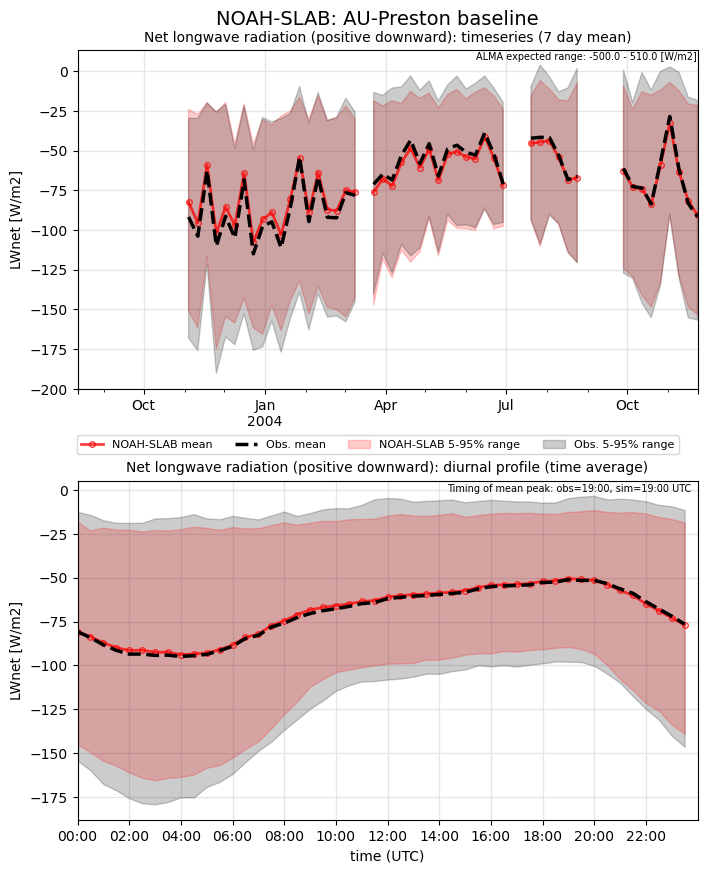 NOAH-SLAB: AU-Preston baseline
Net longwave radiation (positive downward): timeseries (7 day mean)
ALMA expected range: -500.0 - 510.0 [W/m2]
0
−25
−50
−75
−100
−125
−150
−175
−200
LWnet [W/m2]
Oct
Jan
2004
Apr
Jul
Oct
NOAH-SLAB mean
Obs. mean
NOAH-SLAB 5-95% range
Obs. 5-95% range
Net longwave radiation (positive downward): diurnal profile (time average)
Timing of mean peak: obs=19:00, sim=19:00 UTC
0
−25
−50
−75
−100
−125
−150
−175
LWnet [W/m2]
00:00
02:00
04:00
06:00
08:00
10:00
12:00
14:00
16:00
18:00
20:00
22:00
time (UTC)